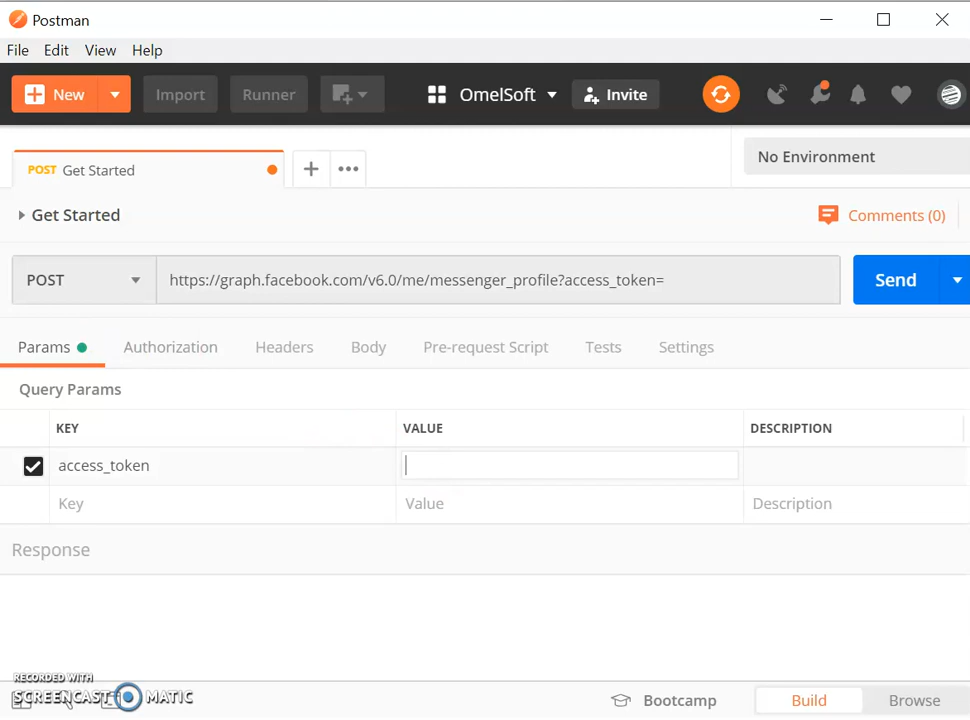 Postman
File Edit View Help
New Import Runner OmelSoft Invite
POST Get Started No Environment
Get Started Comments (0)
POST https://graph.facebook.com/v6.0/me/messenger_profile?access_token= Send
Params Authorization Headers Body Pre-request Script Tests Settings
Query Params
KEY VALUE DESCRIPTION
access_token
Key Value Description
Response
RECORDED WITH
SCREENCAST MATIC
Bootcamp Build Browse